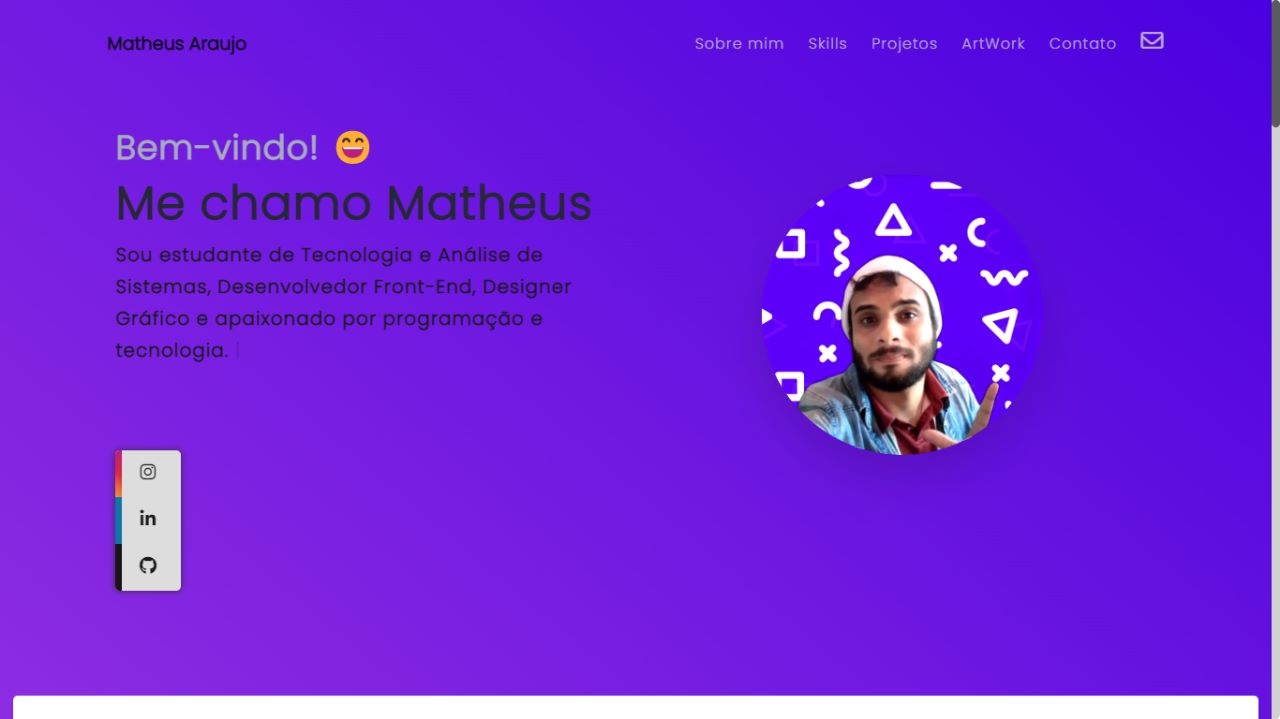 Matheus Araujo
Sobre mim Skills Projetos ArtWork Contato
Bem-vindo! 😄
Me chamo Matheus
Sou estudante de Tecnologia e Análise de
Sistemas, Desenvolvedor Front-End, Designer
Gráfico e apaixonado por programação e
tecnologia. |